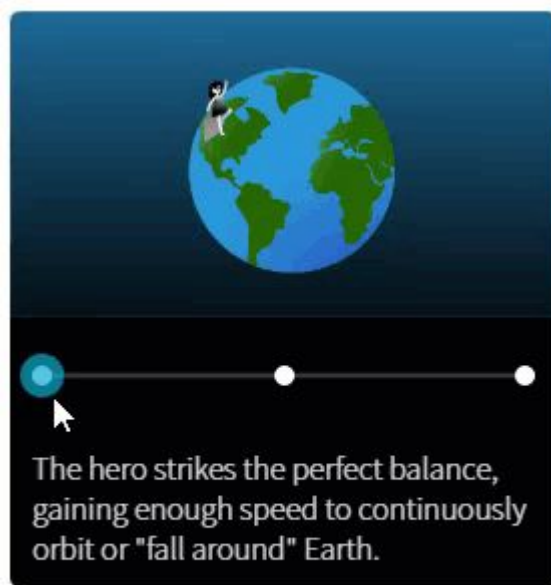 The hero strikes the perfect balance,
gaining enough speed to continuously
orbit or "fall around" Earth.